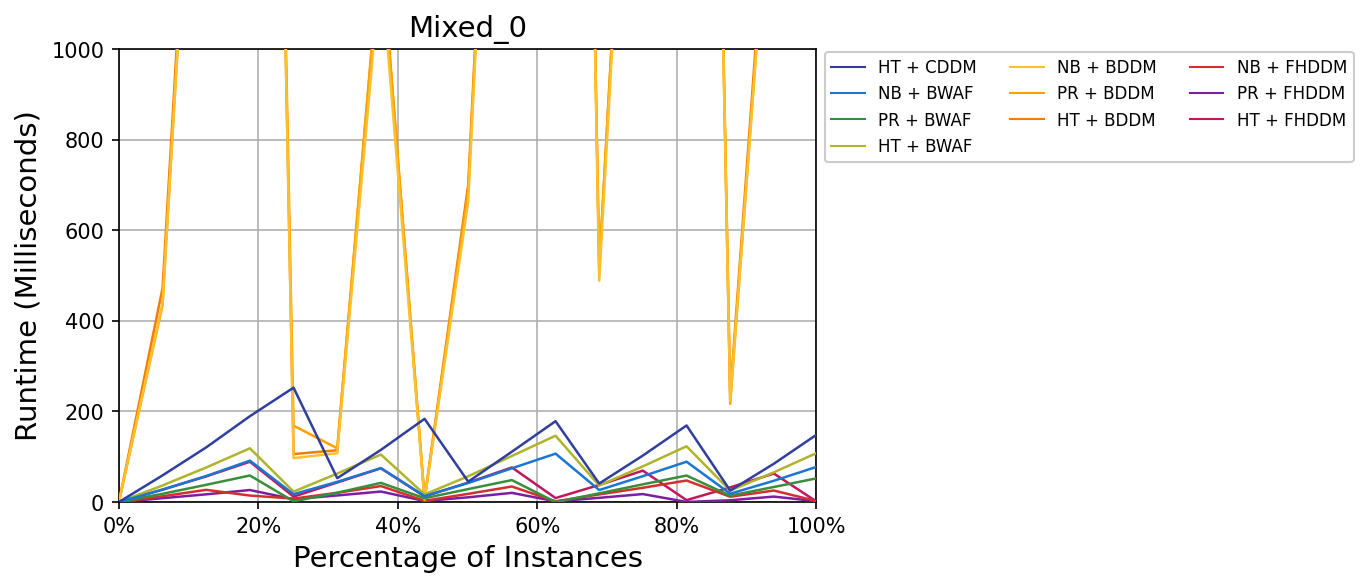 Mixed_0
Runtime (Milliseconds)
1000
800
600
400
200
0
0%
20%
40%
60%
80%
100%
Percentage of Instances
HT + CDDM
NB + BWAF
PR + BWAF
HT + BWAF
NB + BDDM
PR + BDDM
HT + BDDM
NB + FHDDM
PR + FHDDM
HT + FHDDM